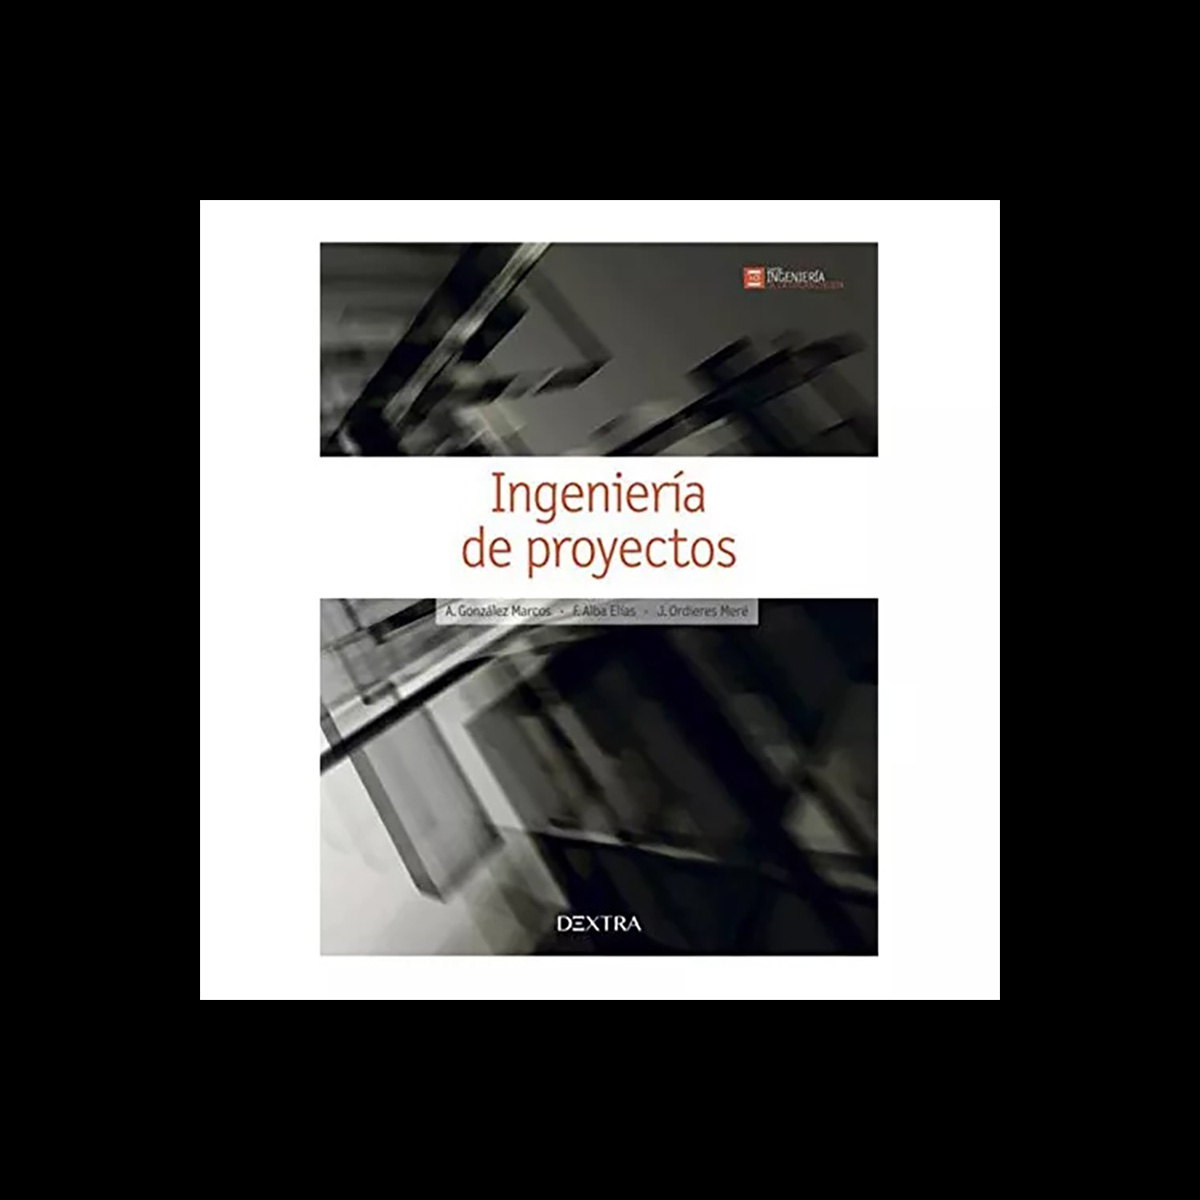 INGENIERÍA
Ingeniería
de proyectos
A. González Marcos · F. Alba Elías · J. Ordieres Meré
DEXTRA